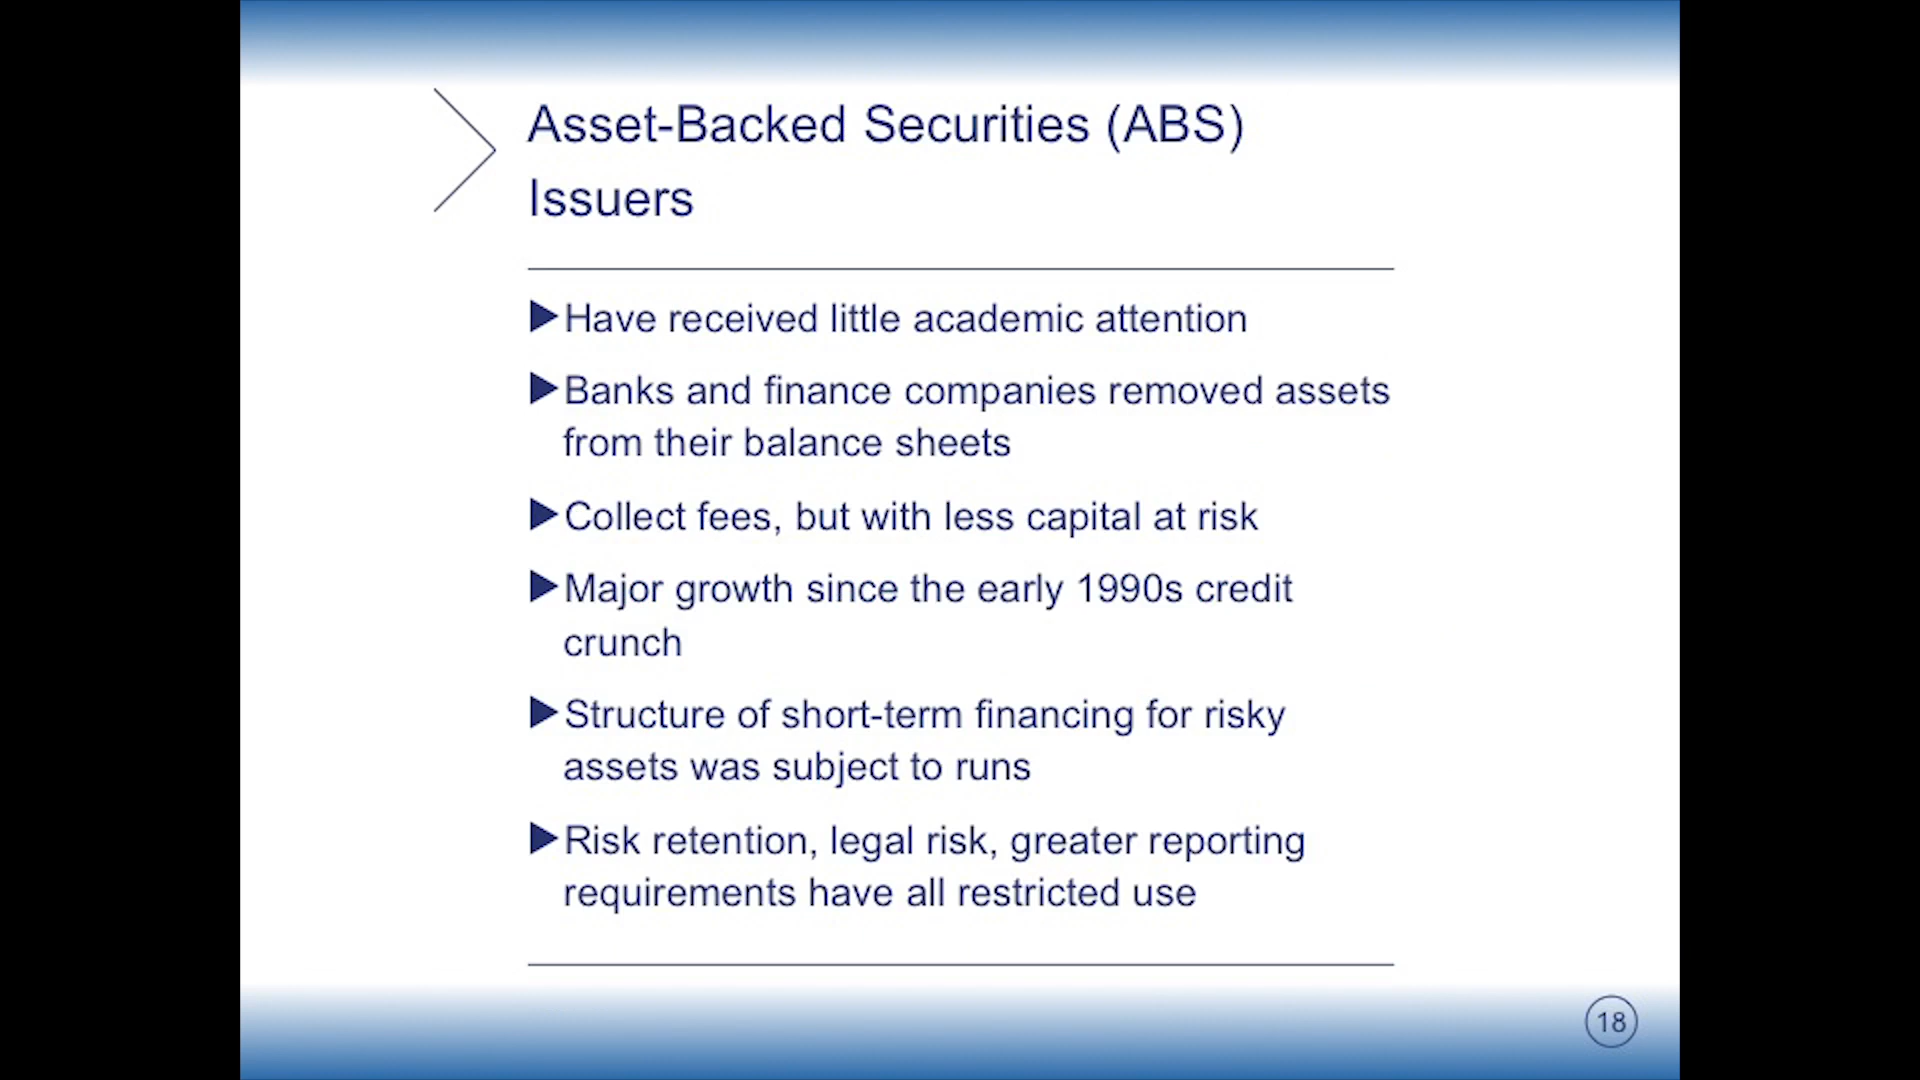 Asset-Backed Securities (ABS)
Issuers
Have received little academic attention
Banks and finance companies removed assets
from their balance sheets
Collect fees, but with less capital at risk
Major growth since the early 1990s credit
crunch
Structure of short-term financing for risky
assets was subject to runs
Risk retention, legal risk, greater reporting
requirements have all restricted use
18